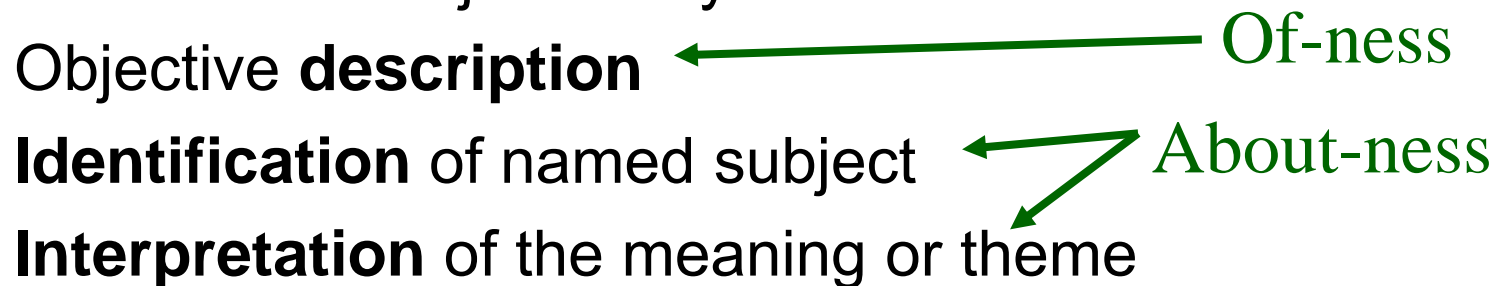 Objective description
Of-ness
Identification of named subject
About-ness
Interpretation of the meaning or theme